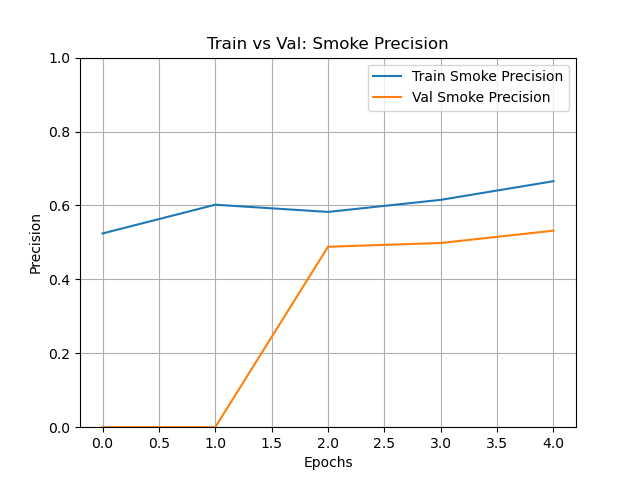 Train vs Val: Smoke Precision
Train Smoke Precision
Val Smoke Precision
Precision
1.0
0.8
0.6
0.4
0.2
0.0
0.0 0.5 1.0 1.5 2.0 2.5 3.0 3.5 4.0
Epochs